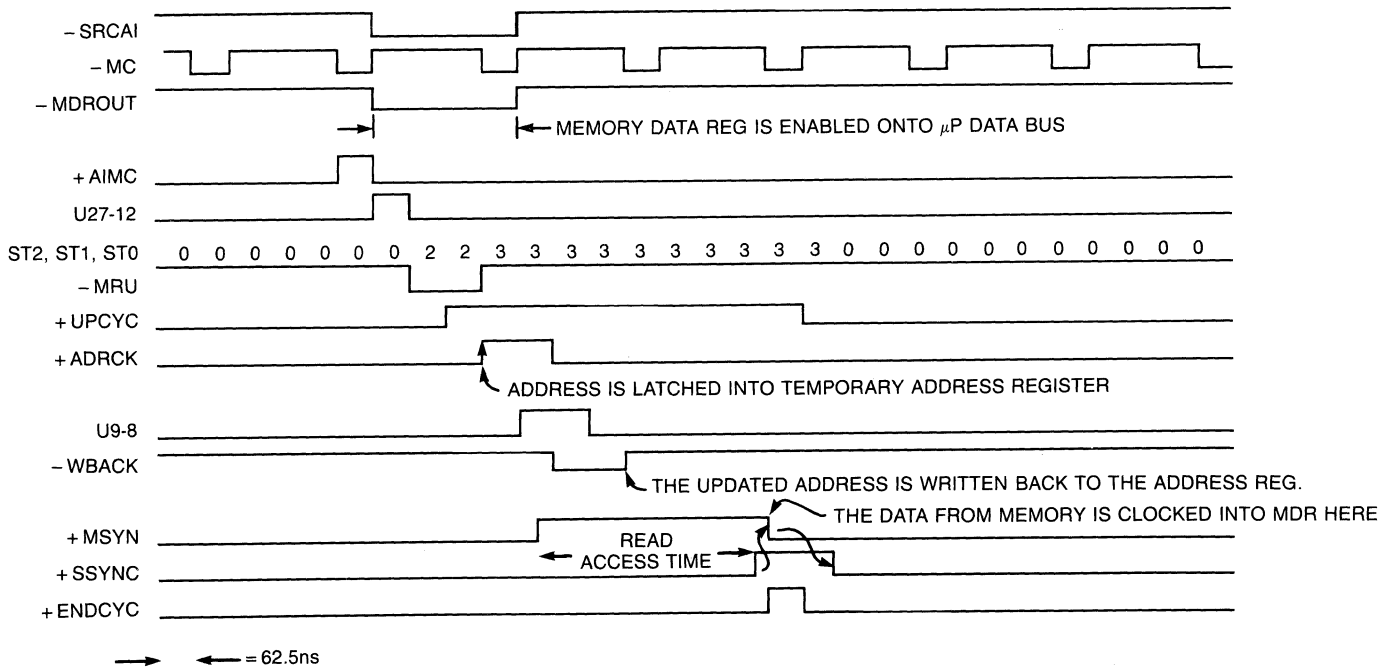 – SRCAI
– MC
– MDROUT
MEMORY DATA REG IS ENABLED ONTO μP DATA BUS
+ AIMC
U27-12
ST2, ST1, ST0 0 0 0 0 0 0 0 2 2 3 3 3 3 3 3 3 3 3 3 0 0 0 0 0 0 0 0 0 0 0
– MRU
+ UPCYC
+ ADRCK
ADDRESS IS LATCHED INTO TEMPORARY ADDRESS REGISTER
U9-8
– WBACK
THE UPDATED ADDRESS IS WRITTEN BACK TO THE ADDRESS REG.
THE DATA FROM MEMORY IS CLOCKED INTO MDR HERE
+ MSYN
READ
ACCESS TIME
+ SSYNC
+ ENDCYC
= 62.5ns